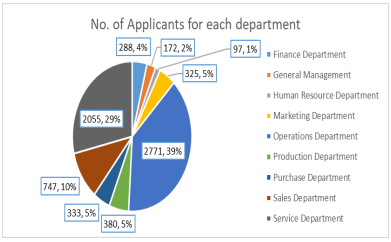 No. of Applicants for each department
288, 4%
172, 2%
97, 1%
325, 5%
2771, 39%
380, 5%
333, 5%
747, 10%
2055, 29%
Finance Department
General Management
Human Resource Department
Marketing Department
Operations Department
Production Department
Purchase Department
Sales Department
Service Department